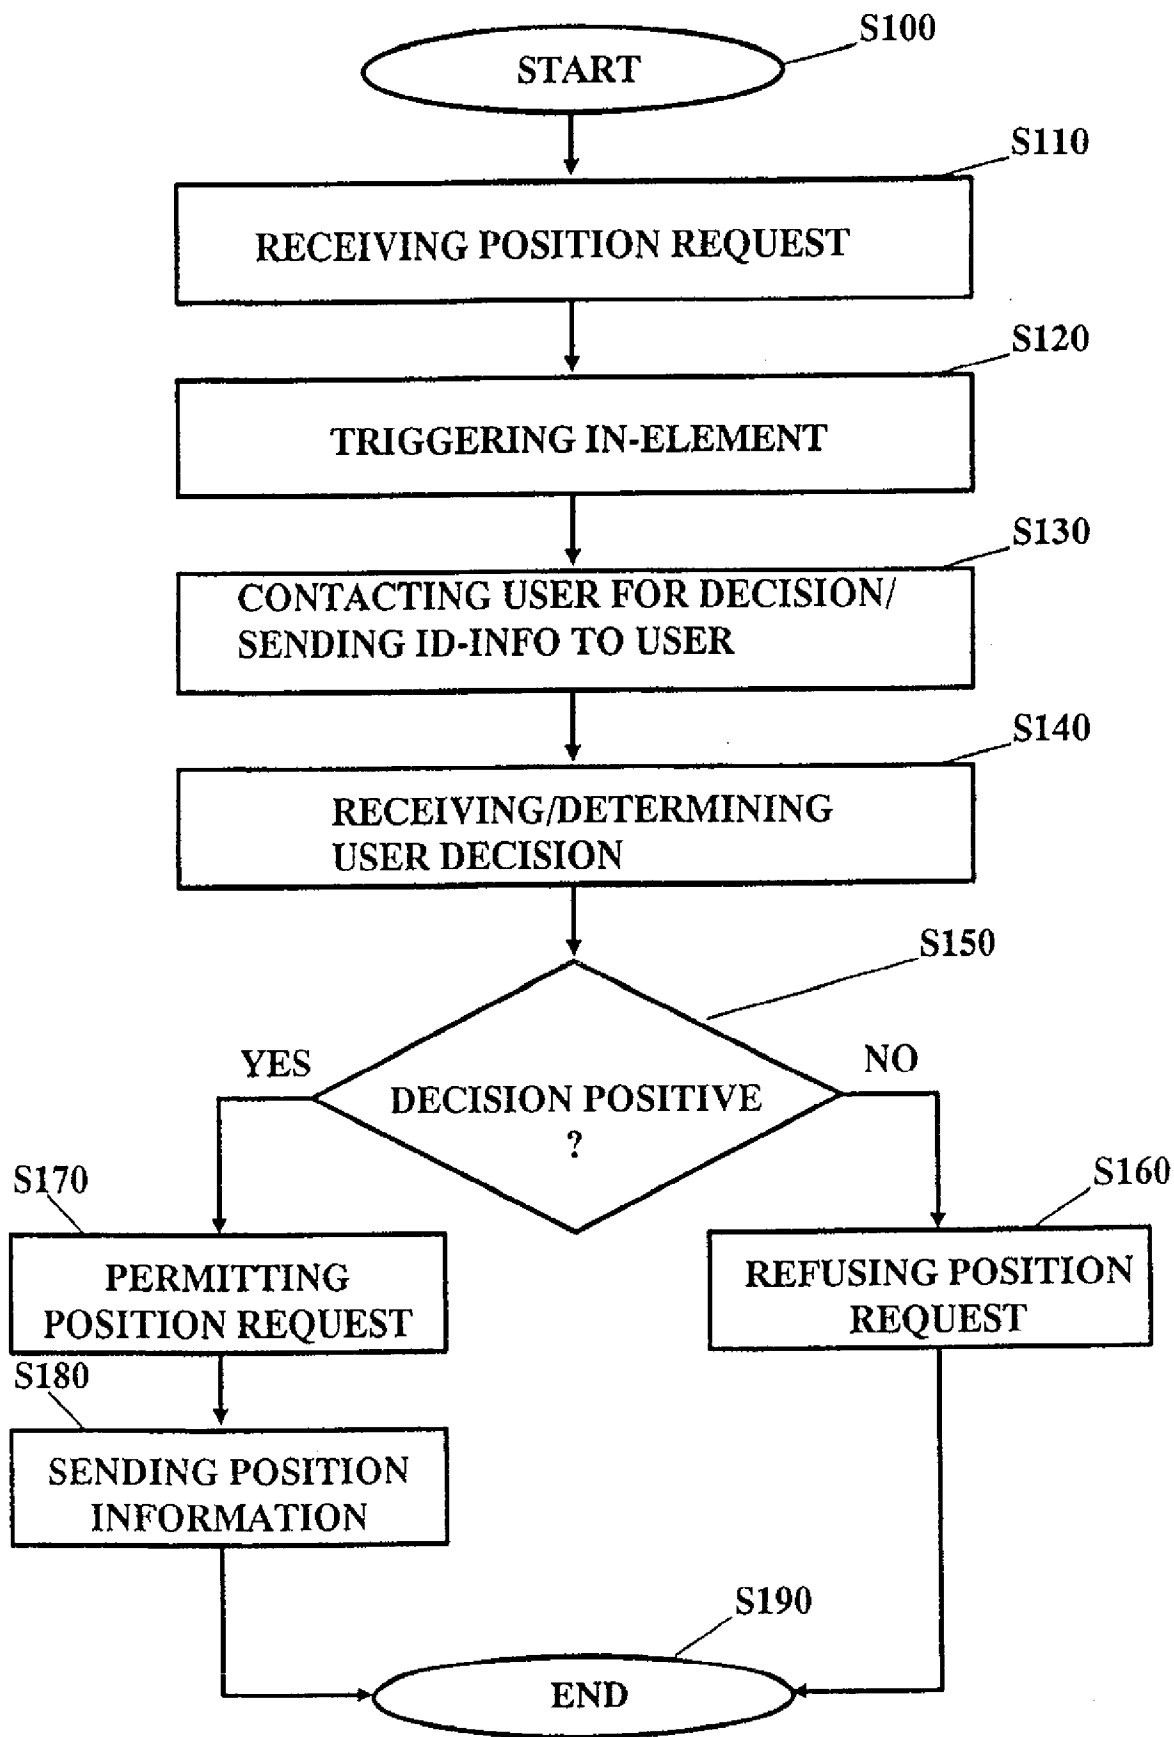 S100
START
S110
RECEIVING POSITION REQUEST
S120
TRIGGERING IN-ELEMENT
S130
CONTACTING USER FOR DECISION/
SENDING ID-INFO TO USER
S140
RECEIVING/DETERMINING
USER DECISION
S150
YES
NO
DECISION POSITIVE
?
S170
S160
PERMITTING
POSITION REQUEST
REFUSING POSITION
REQUEST
S180
SENDING POSITION
INFORMATION
S190
END